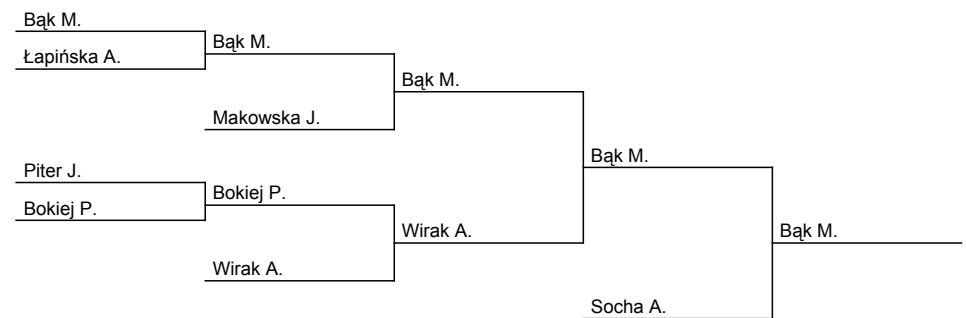 Bąk M.
Łapińska A.
Bąk M.
Bąk M.
Makowska J.
Bąk M.
Piter J.
Bokiej P.
Bokiej P.
Wirak A.
Bąk M.
Wirak A.
Socha A.